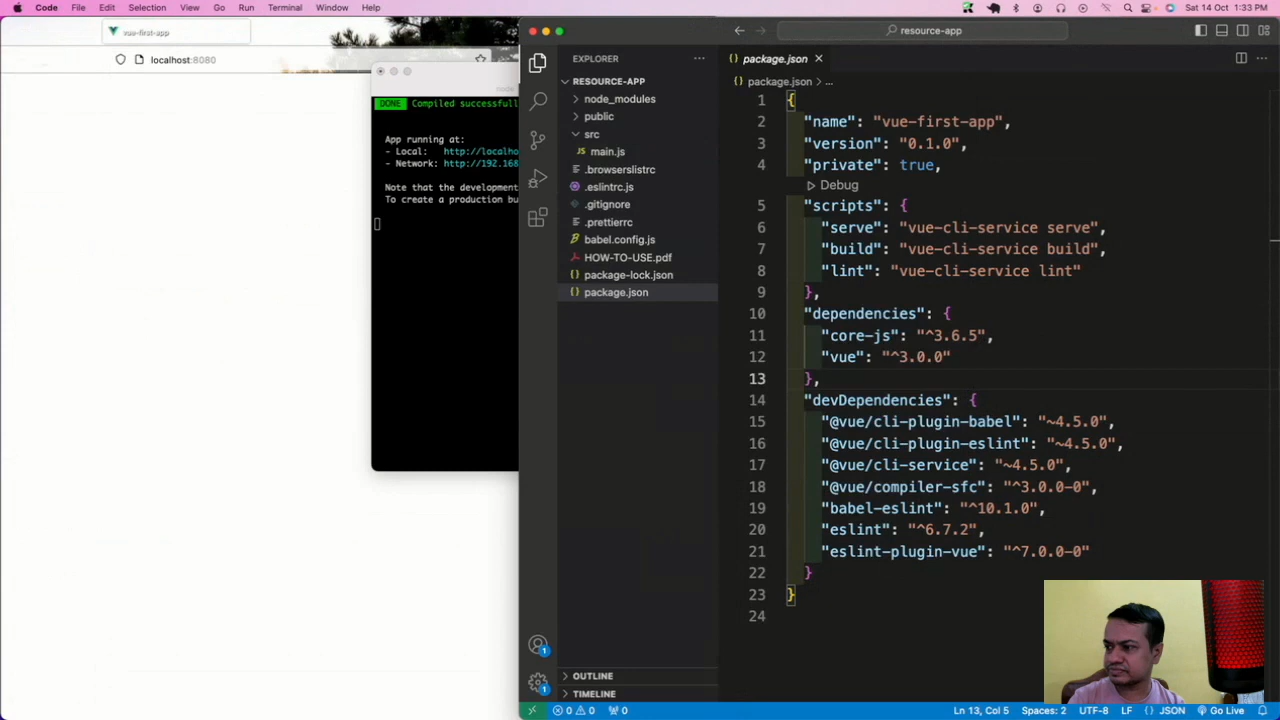 Code File Edit Selection View Go Run Terminal Window Help
Sat 14 Oct 1:33 PM
vue-first-app
localhost:8080
DONE Compiled successfull
App running at:
- Local: http://localho
- Network: http://192.168
Note that the development
To create a production bu
resource-app
EXPLORER
RESOURCE-APP
node_modules
public
src
JS main.js
.browserslistrc
.eslintrc.js
.gitignore
.prettierrc
babel.config.js
HOW-TO-USE.pdf
{} package-lock.json
{} package.json
OUTLINE
TIMELINE
1
1
{} package.json
{} package.json > ...
1 {
2 "name": "vue-first-app",
3 "version": "0.1.0",
4 "private": true,
Debug
5 "scripts": {
6 "serve": "vue-cli-service serve",
7 "build": "vue-cli-service build",
8 "lint": "vue-cli-service lint"
9 },
10 "dependencies": {
11 "core-js": "^3.6.5",
12 "vue": "^3.0.0"
13 },
14 "devDependencies": {
15 "@vue/cli-plugin-babel": "~4.5.0",
16 "@vue/cli-plugin-eslint": "~4.5.0",
17 "@vue/cli-service": "~4.5.0",
18 "@vue/compiler-sfc": "^3.0.0-0",
19 "babel-eslint": "^10.1.0",
20 "eslint": "^6.7.2",
21 "eslint-plugin-vue": "^7.0.0-0"
22 }
23 }
24
0 0 0 Ln 13, Col 5 Spaces: 2 UTF-8 LF {} JSON Go Live